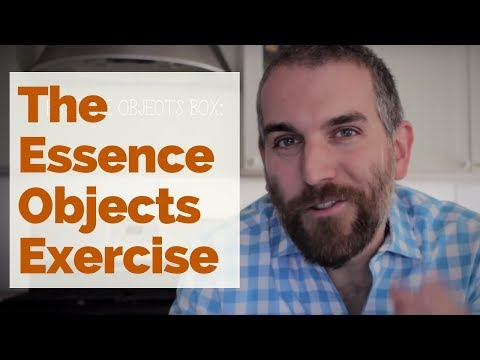 The
OBJECTS BOX:
Essence
Objects
Exercise